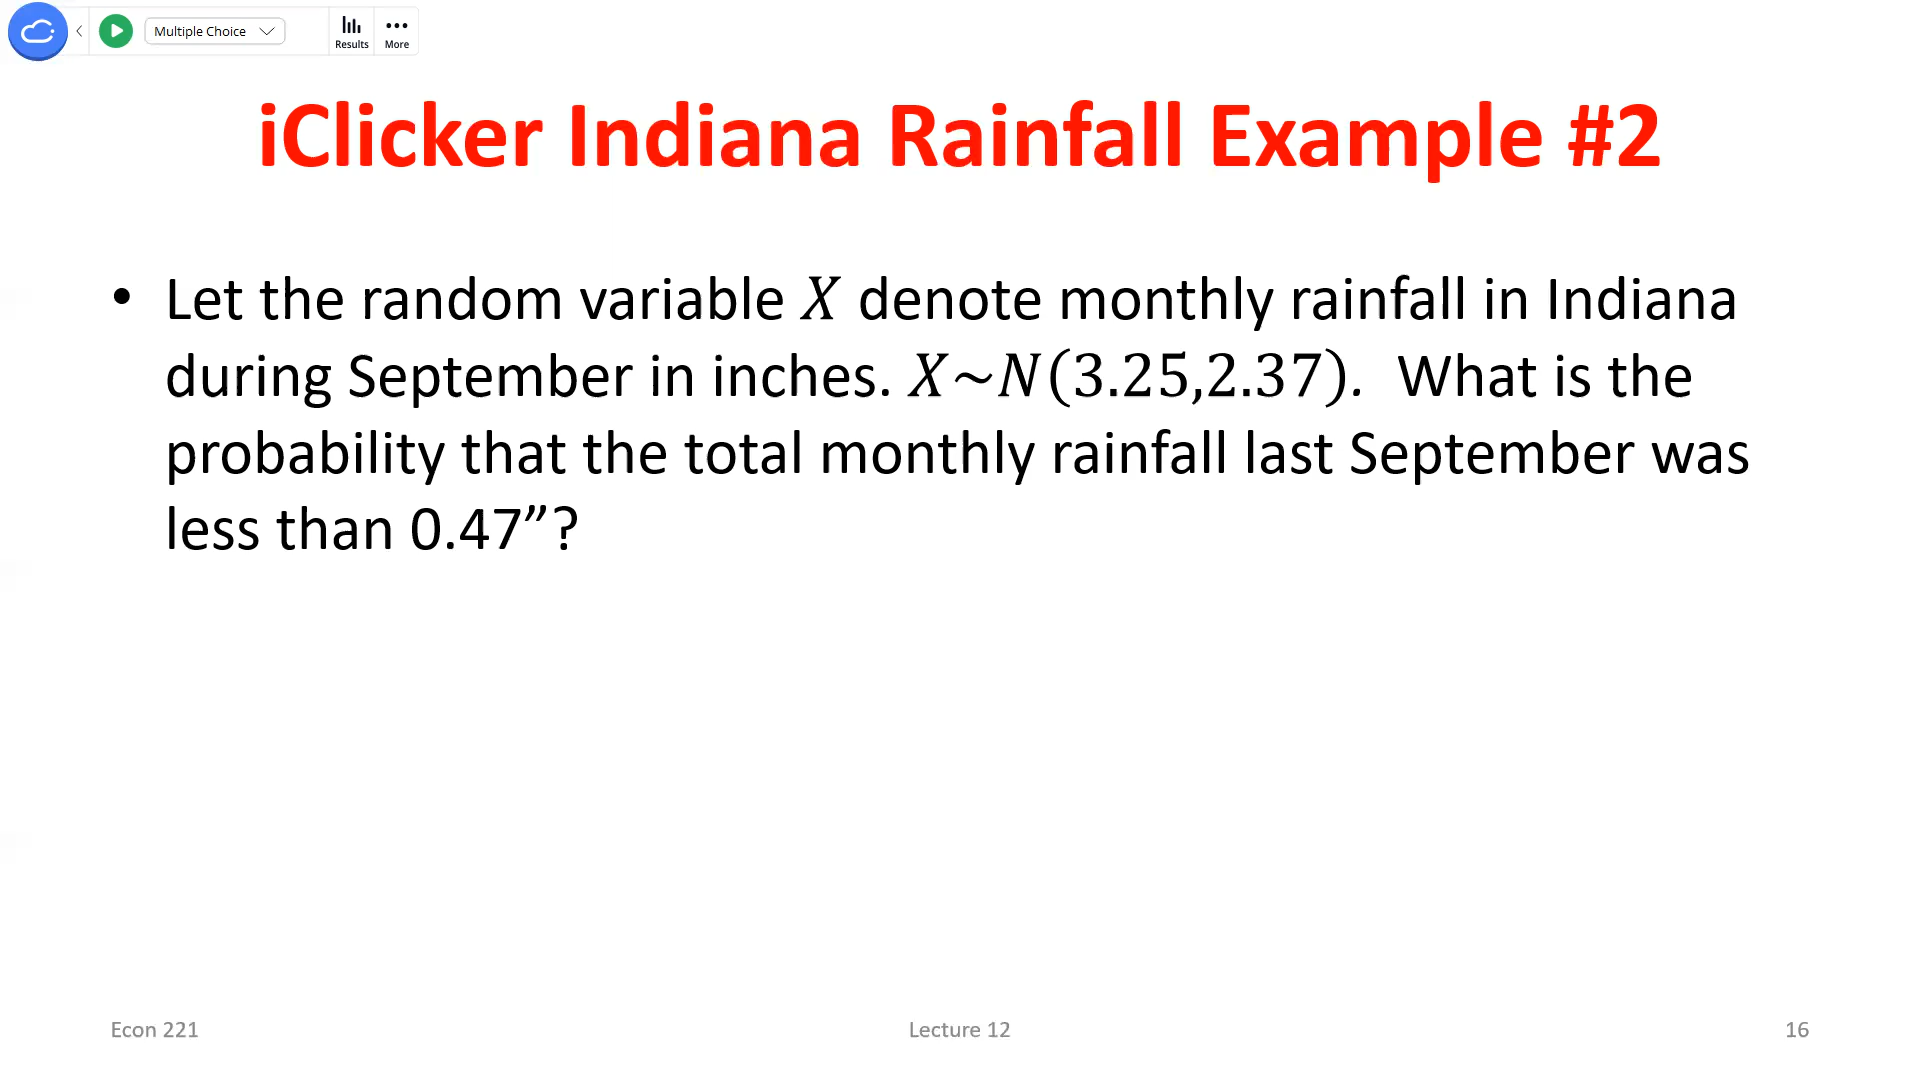 Multiple Choice
Results
More
iClicker Indiana Rainfall Example #2
• Let the random variable X denote monthly rainfall in Indiana
during September in inches. X~N(3.25,2.37). What is the
probability that the total monthly rainfall last September was
less than 0.47”?
Econ 221
Lecture 12
16